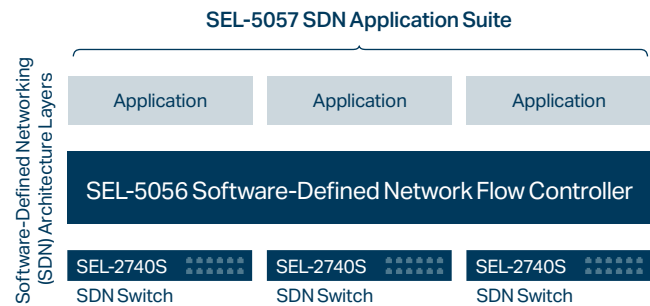 SEL-5057 SDN Application Suite
Software-Defined Networking
(SDN) Architecture Layers
Application
Application
Application
SEL-5056 Software-Defined Network Flow Controller
SEL-2740S
SEL-2740S
SEL-2740S
SDN Switch
SDN Switch
SDN Switch